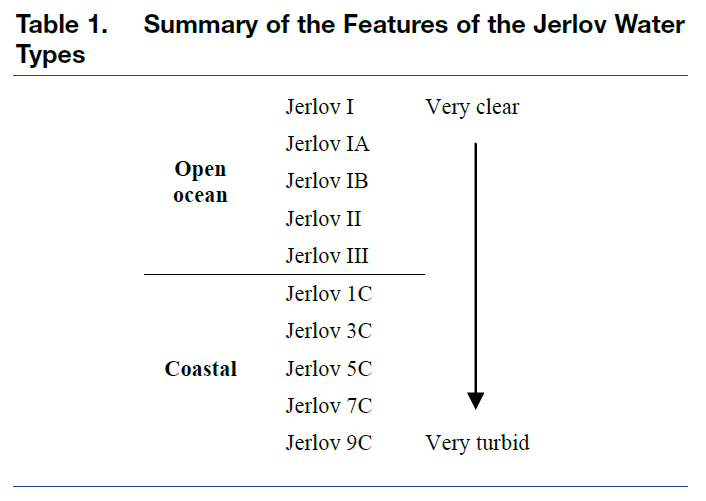 Table 1. Summary of the Features of the Jerlov Water
Types
Jerlov I Very clear
Jerlov IA
Open
ocean
Jerlov IB
Jerlov II
Jerlov III
Jerlov 1C
Jerlov 3C
Coastal Jerlov 5C
Jerlov 7C
Jerlov 9C Very turbid